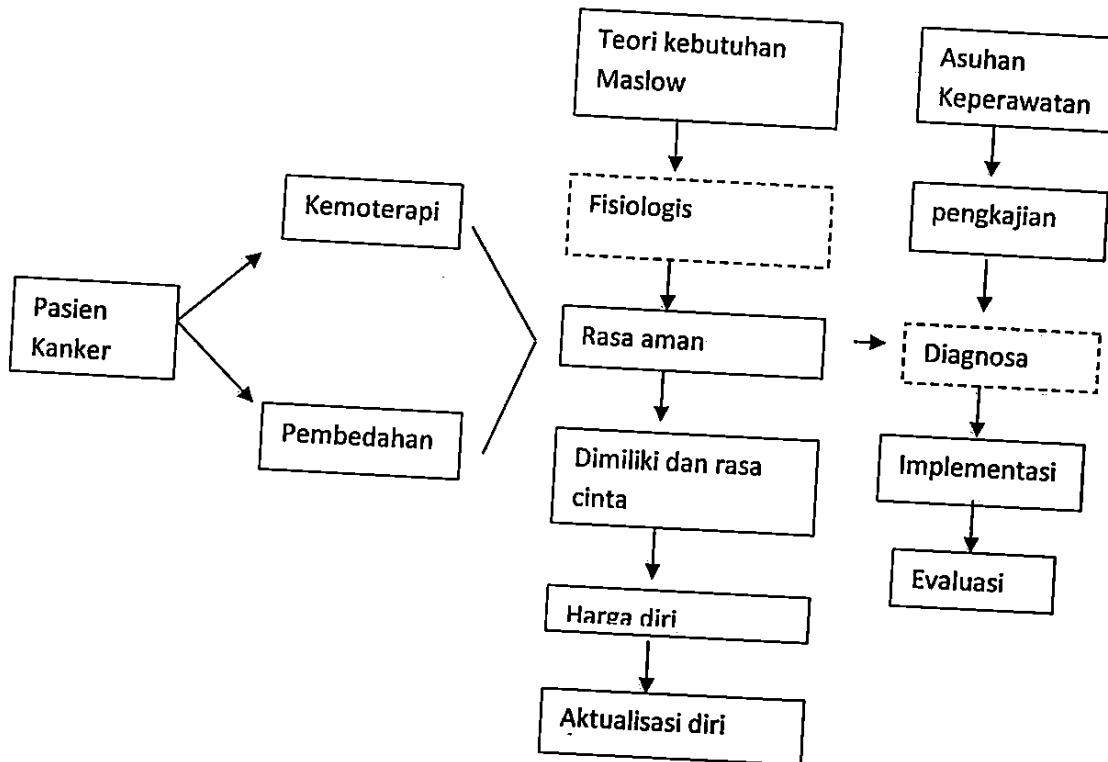 Teori kebutuhan
Maslow
Asuhan
Keperawatan
Kemoterapi
Fisiologis
pengkajian
Pasien
Kanker
Rasa aman
Diagnosa
Pembedahan
Dimiliki dan rasa
cinta
Implementasi
Evaluasi
Harga diri
Aktualisasi diri